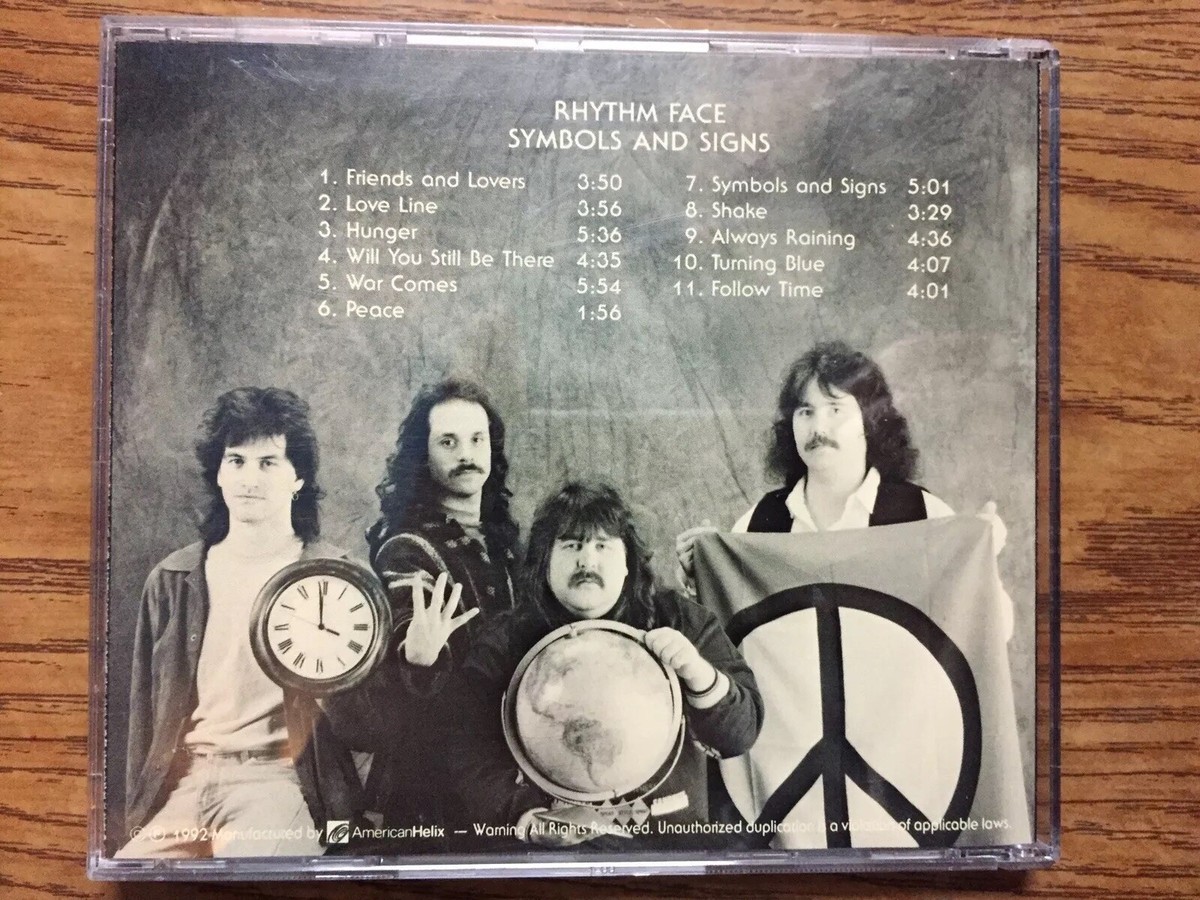 RHYTHM FACE
SYMBOLS AND SIGNS
1. Friends and Lovers 3:50
2. Love Line 3:56
3. Hunger 5:36
4. Will You Still Be There 4:35
5. War Comes 5:54
6. Peace 1:56
7. Symbols and Signs 5:01
8. Shake 3:29
9. Always Raining 4:36
10. Turning Blue 4:07
11. Follow Time 4:01
©℗ 1992 Manufactured by AmericanHelix — Warning All Rights Reserved. Unauthorized duplication is a violation of applicable laws.